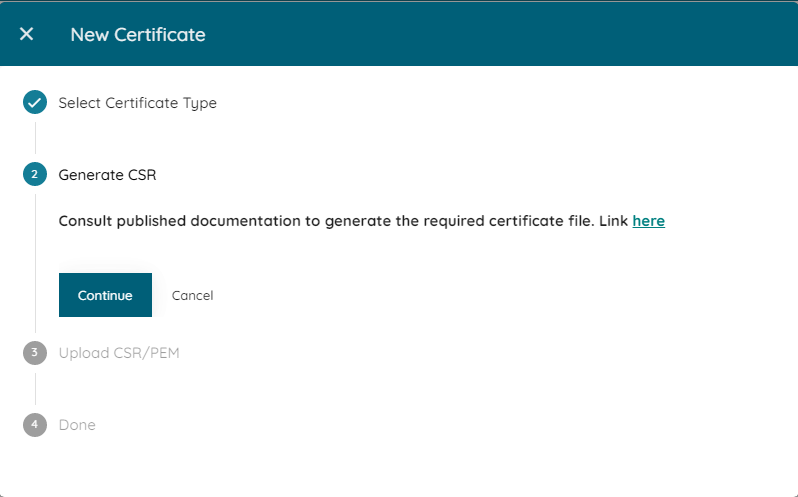 New Certificate
Select Certificate Type
2 Generate CSR
Consult published documentation to generate the required certificate file. Link here
Continue Cancel
3 Upload CSR/PEM
4 Done